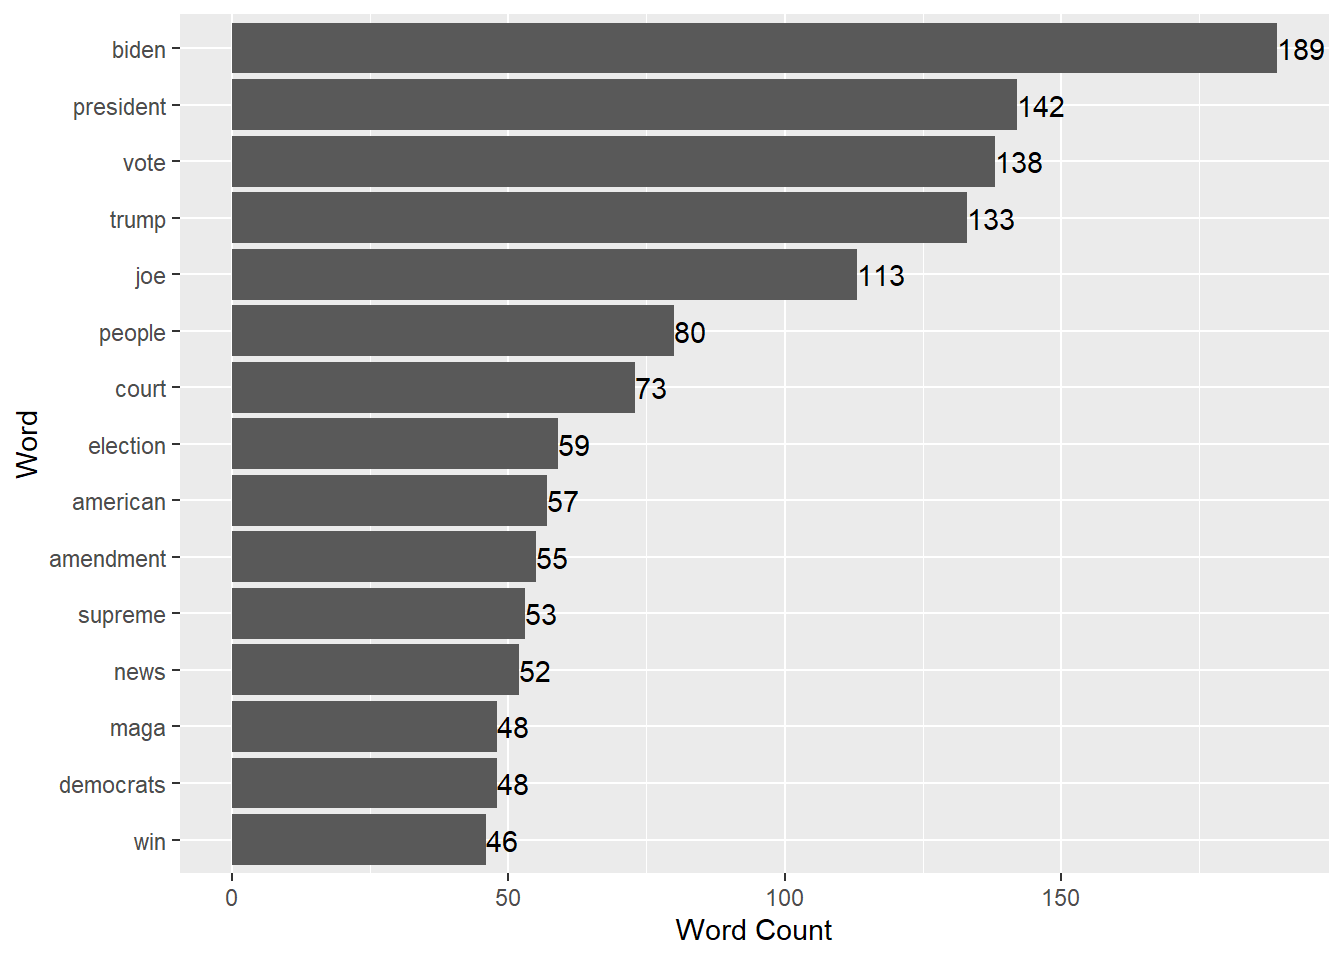 biden 189
president 142
vote 138
trump 133
joe 113
people 80
court 73
election 59
american 57
amendment 55
supreme 53
news 52
maga 48
democrats 48
win 46
0 50 100 150
Word Count
Word